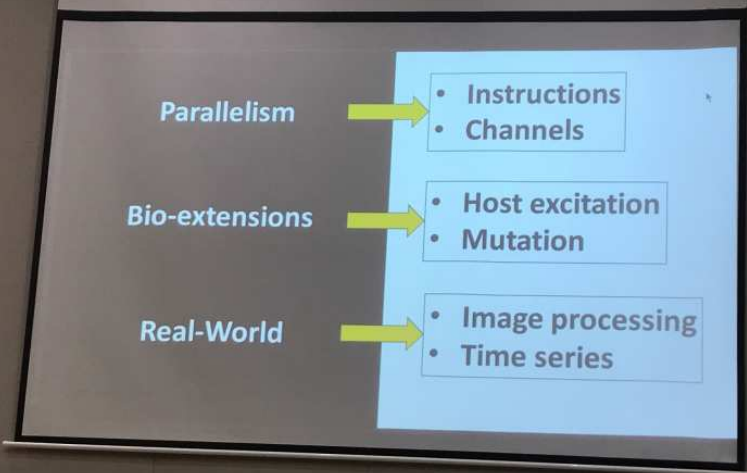 Parallelism
• Instructions
• Channels
Bio-extensions
• Host excitation
• Mutation
Real-World
• Image processing
• Time series